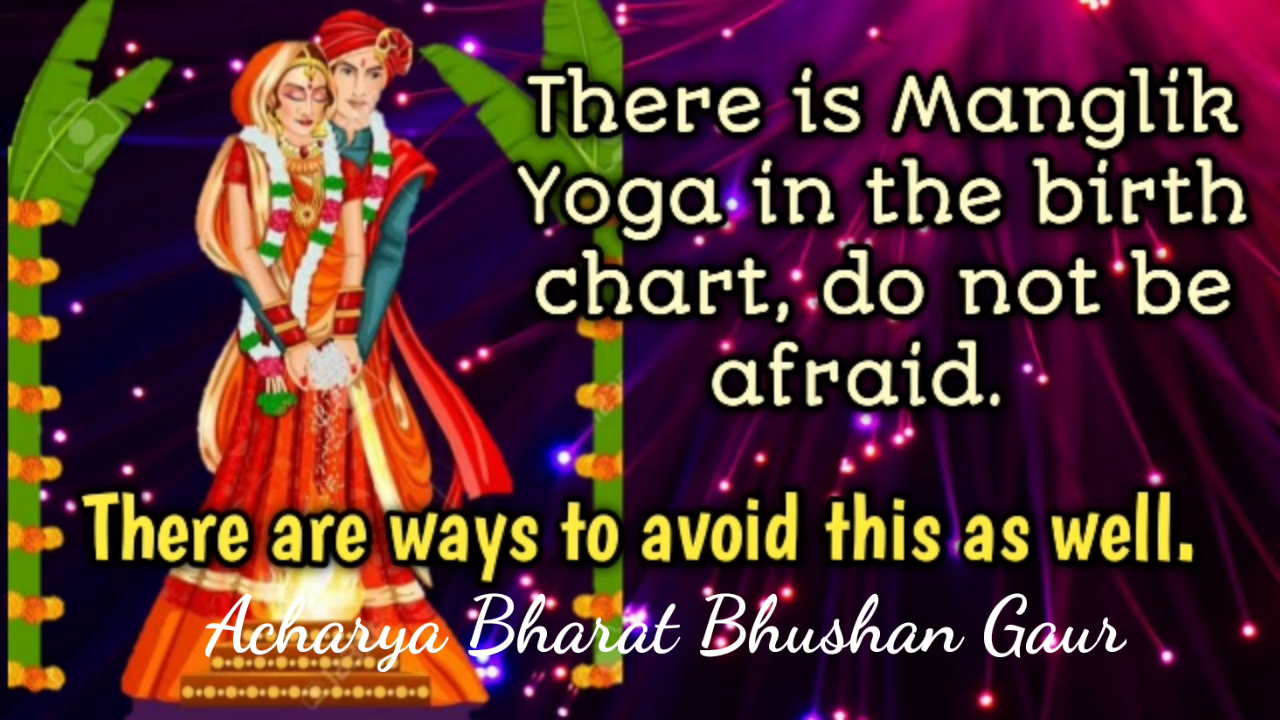 There is Manglik
Yoga in the birth
chart, do not be
afraid.
There are ways to avoid this as well.
Acharya Bharat Bhushan Gaur